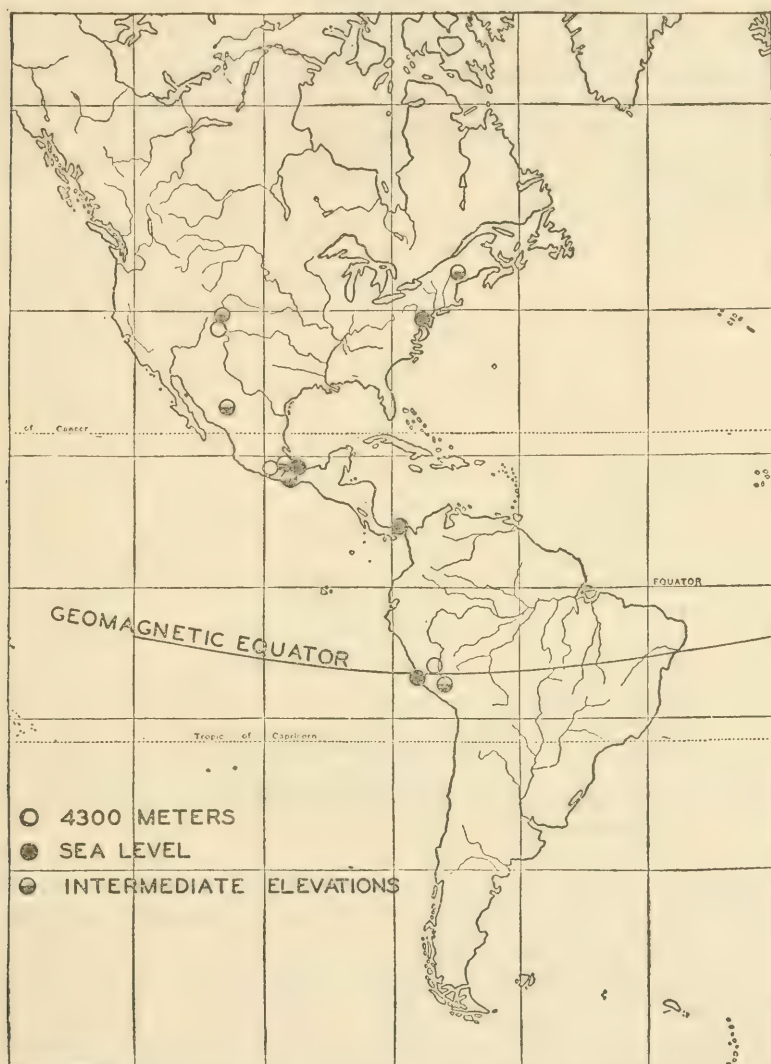 of Cancer
EQUATOR
GEOMAGNETIC EQUATOR
Tropic of Capricorn
4300 METERS
SEA LEVEL
INTERMEDIATE ELEVATIONS